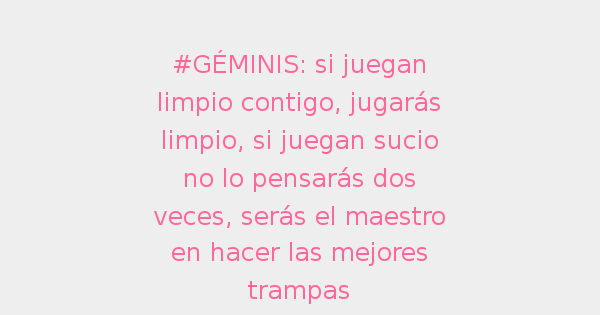 #GÉMINIS: si juegan
limpio contigo, jugarás
limpio, si juegan sucio
no lo pensarás dos
veces, serás el maestro
en hacer las mejores
trampas